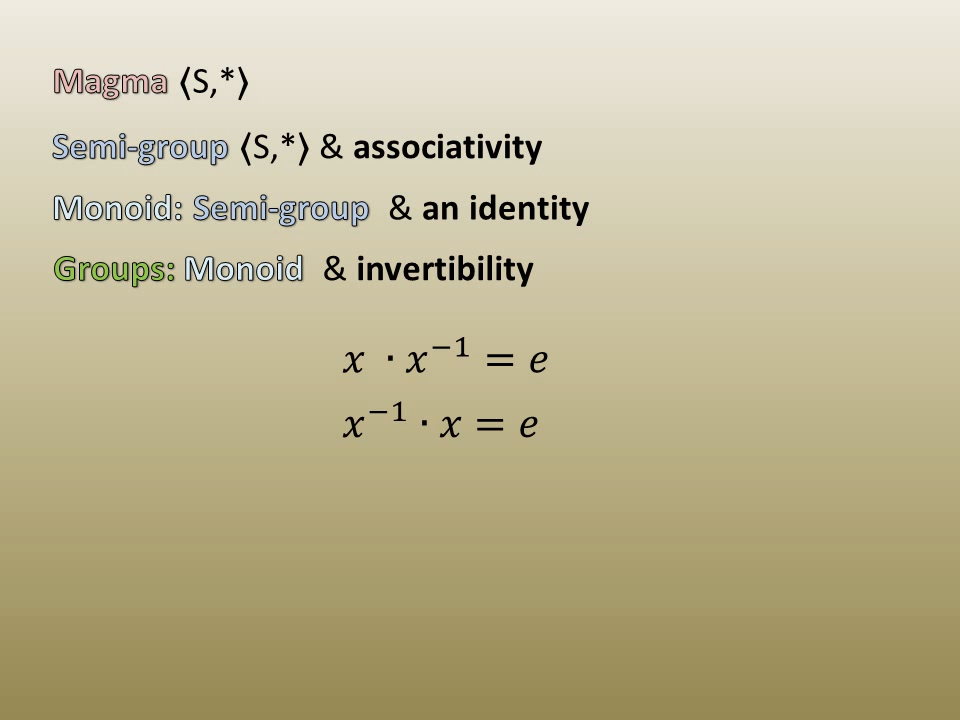 Magma ⟨S,*⟩
Semi-group ⟨S,*⟩ & associativity
Monoid: Semi-group & an identity
Groups: Monoid & invertibility
x · x⁻¹ = e
x⁻¹ · x = e